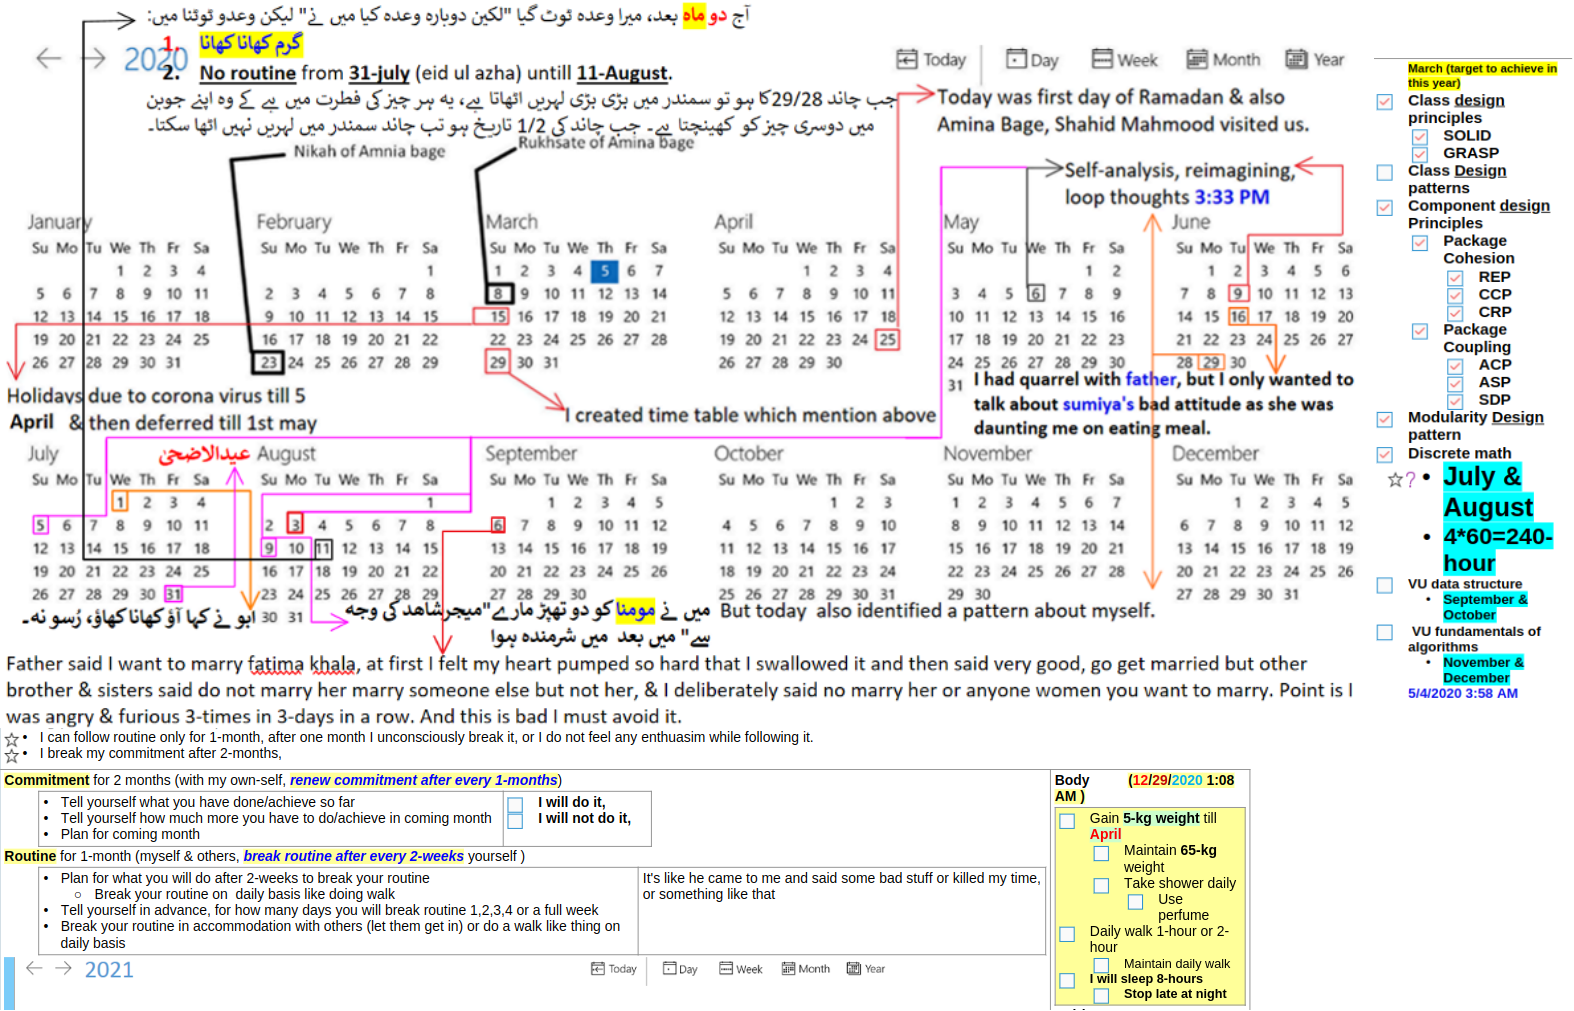 آج دو ماہ بعد، میرا وعدہ ٹوٹ گیا "لکین دوبارہ وعدہ کیا میں نے" لیکن وعدو ٹوئنا میں:
1. گرم کھانا کھانا
2020
2. No routine from 31-july (eid ul azha) untill 11-August.
Today Day Week Month Year
جب چاند 29/28کا ہو تو سمندر میں بڑی بڑی لہریں اٹھاتا ہے، یہ ہر چیز کی فطرت میں ہے کے وہ اپنے جوبن
میں دوسری چیز کو کھینچتا ہے۔ جب چاندکی 1/2 تاریخ ہو تب چاند سمندر میں لہریں نہیں اٹھا سکتا۔
Today was first day of Ramadan & also
Amina Bage, Shahid Mahmood visited us.
Nikah of Amnia bage
Rukhsate of Amina bage
Self-analysis, reimagining,
loop thoughts 3:33 PM
January February March April May June
Su Mo Tu We Th Fr Sa Su Mo Tu We Th Fr Sa Su Mo Tu We Th Fr Sa Su Mo Tu We Th Fr Sa Su Mo Tu We Th Fr Sa Su Mo Tu We Th Fr Sa
1 2 3 4 1 1 2 3 4 5 6 7 1 2 3 4 1 2 1 2 3 4 5 6
5 6 7 8 9 10 11 2 3 4 5 6 7 8 8 9 10 11 12 13 14 5 6 7 8 9 10 11 3 4 5 6 7 8 9 7 8 9 10 11 12 13
12 13 14 15 16 17 18 9 10 11 12 13 14 15 15 16 17 18 19 20 21 12 13 14 15 16 17 18 10 11 12 13 14 15 16 14 15 16 17 18 19 20
19 20 21 22 23 24 25 16 17 18 19 20 21 22 22 23 24 25 26 27 28 19 20 21 22 23 24 25 17 18 19 20 21 22 23 21 22 23 24 25 26 27
26 27 28 29 30 31 23 24 25 26 27 28 29 29 30 31 26 27 28 29 30 24 25 26 27 28 29 30 28 29 30
31
Holidays due to corona virus till 5
April & then deferred till 1st may
I created time table which mention above
I had quarrel with father, but I only wanted to
talk about sumiya's bad attitude as she was
daunting me on eating meal.
July عیدالاضحیٰ August September October November December
Su Mo Tu We Th Fr Sa Su Mo Tu We Th Fr Sa Su Mo Tu We Th Fr Sa Su Mo Tu We Th Fr Sa Su Mo Tu We Th Fr Sa Su Mo Tu We Th Fr Sa
1 2 3 4 1 1 2 3 4 5 1 2 3 1 2 3 4 5 6 7 1 2 3 4 5
5 6 7 8 9 10 11 2 3 4 5 6 7 8 6 7 8 9 10 11 12 4 5 6 7 8 9 10 8 9 10 11 12 13 14 6 7 8 9 10 11 12
12 13 14 15 16 17 18 9 10 11 12 13 14 15 13 14 15 16 17 18 19 11 12 13 14 15 16 17 15 16 17 18 19 20 21 13 14 15 16 17 18 19
19 20 21 22 23 24 25 16 17 18 19 20 21 22 20 21 22 23 24 25 26 18 19 20 21 22 23 24 22 23 24 25 26 27 28 20 21 22 23 24 25 26
26 27 28 29 30 31 23 24 25 26 27 28 29 27 28 29 30 25 26 27 28 29 30 31 29 30 27 28 29 30 31
30 31
ابو نے کہا آؤ کھانا کھاؤ، رُسو نہ۔
میں نے مومنا کو دو تھپڑ مارے"میجرشاھد کی وجہ
سے" میں بعد میں شرمندہ ہوا
But today also identified a pattern about myself.
Father said I want to marry fatima khala, at first I felt my heart pumped so hard that I swallowed it and then said very good, go get married but other
brother & sisters said do not marry her marry someone else but not her, & I deliberately said no marry her or anyone women you want to marry. Point is I
was angry & furious 3-times in 3-days in a row. And this is bad I must avoid it.
• I can follow routine only for 1-month, after one month I unconsciously break it, or I do not feel any enthuasim while following it.
• I break my commitment after 2-months,
March (target to achieve in
this year)
Class design
principles
SOLID
GRASP
Class Design
patterns
Component design
Principles
Package
Cohesion
REP
CCP
CRP
Package
Coupling
ACP
ASP
SDP
Modularity Design
pattern
Discrete math
? • July &
August
• 4*60=240-
hour
VU data structure
• September &
October
VU fundamentals of
algorithms
• November &
December
5/4/2020 3:58 AM
Commitment for 2 months (with my own-self, renew commitment after every 1-months)
• Tell yourself what you have done/achieve so far
• Tell yourself how much more you have to do/achieve in coming month
• Plan for coming month
I will do it,
I will not do it,
Routine for 1-month (myself & others, break routine after every 2-weeks yourself )
• Plan for what you will do after 2-weeks to break your routine
○ Break your routine on daily basis like doing walk
• Tell yourself in advance, for how many days you will break routine 1,2,3,4 or a full week
• Break your routine in accommodation with others (let them get in) or do a walk like thing on
daily basis
It's like he came to me and said some bad stuff or killed my time,
or something like that
Body (12/29/2020 1:08
AM )
Gain 5-kg weight till
April
Maintain 65-kg
weight
Take shower daily
Use
perfume
Daily walk 1-hour or 2-
hour
Maintain daily walk
I will sleep 8-hours
Stop late at night
2021 Today Day Week Month Year